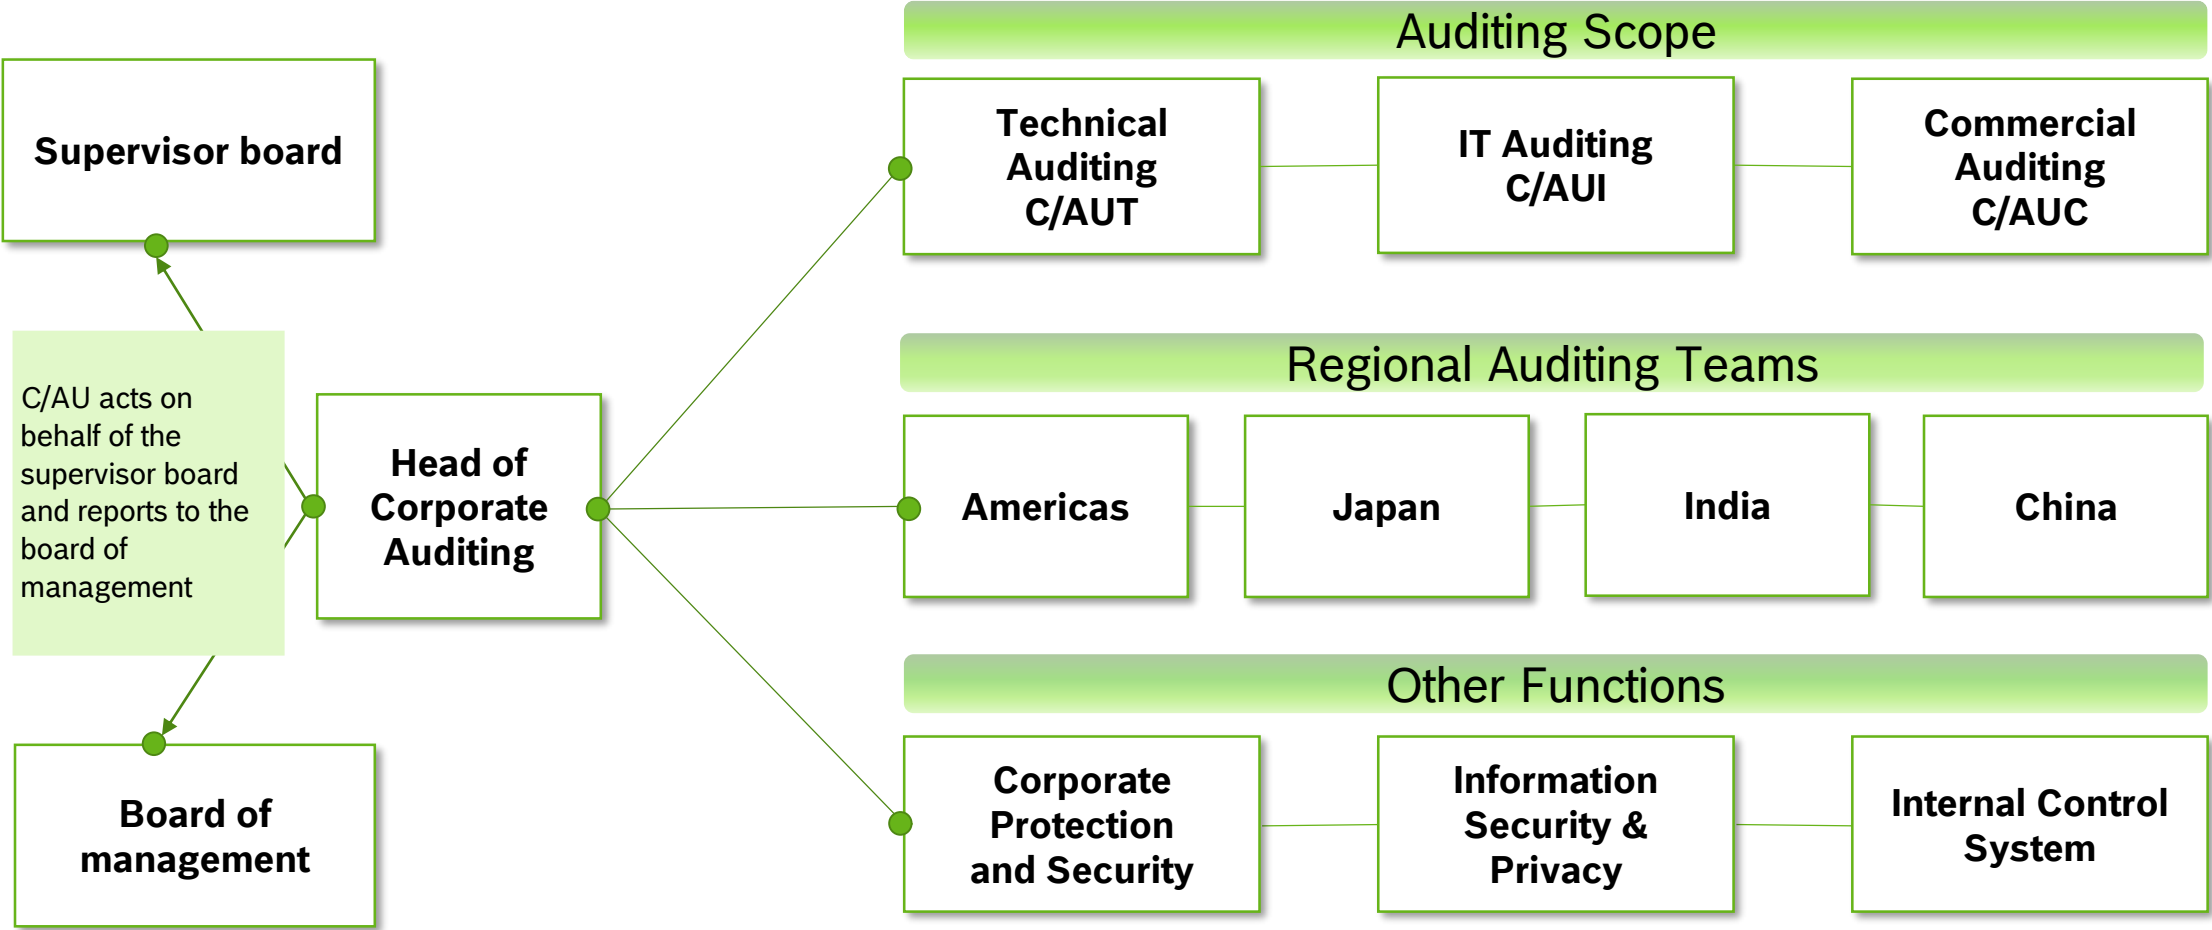 Supervisor board
C/AU acts on
behalf of the
supervisor board
and reports to the
board of
management
Board of
management
Head of
Corporate
Auditing
Auditing Scope
Technical
Auditing
C/AUT
IT Auditing
C/AUI
Commercial
Auditing
C/AUC
Regional Auditing Teams
Americas
Japan
India
China
Other Functions
Corporate
Protection
and Security
Information
Security &
Privacy
Internal Control
System